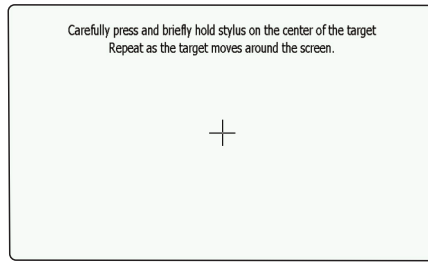 Carefully press and briefly hold stylus on the center of the target
Repeat as the target moves around the screen.